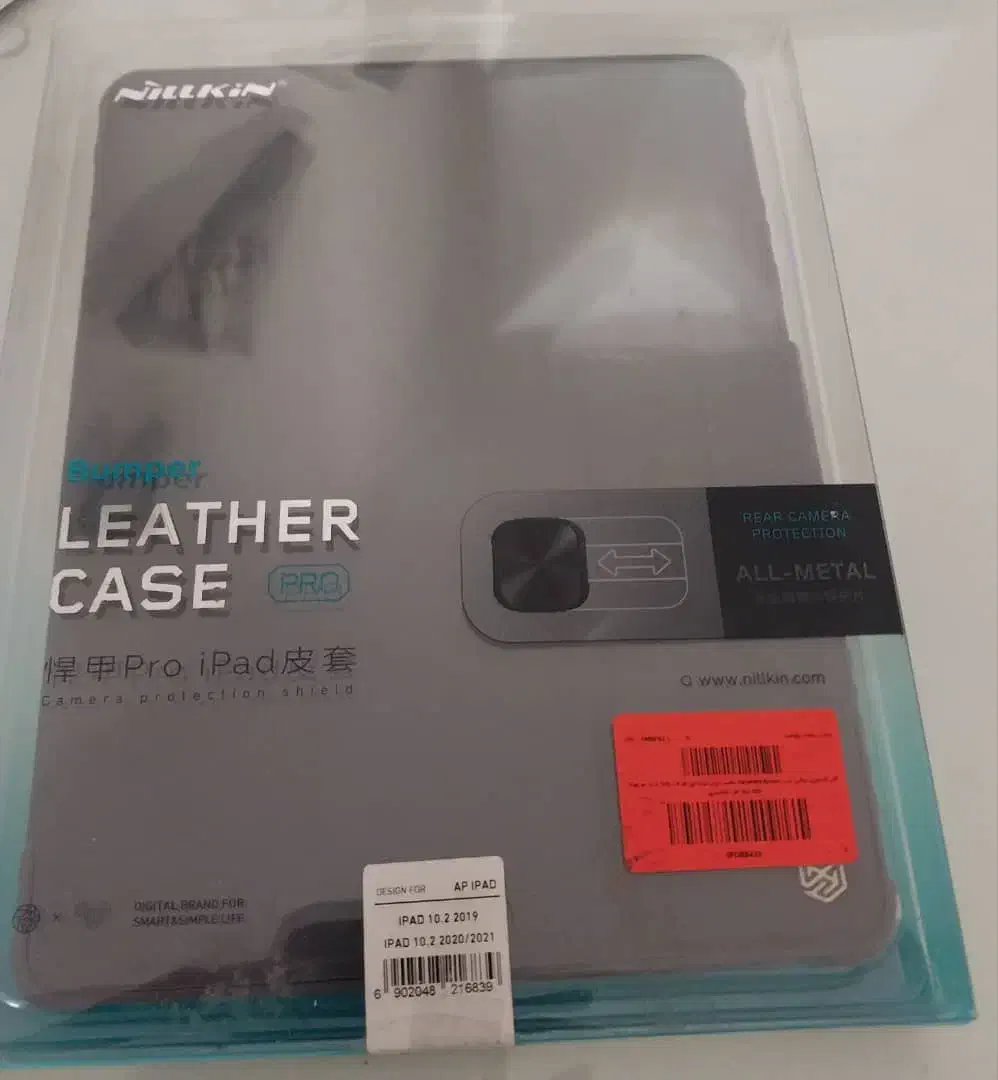 NILLKIN
Bumper
LEATHER
CASE PRO
悍甲Pro iPad皮套
Camera protection shield
REAR CAMERA
PROTECTION
ALL-METAL
www.nillkin.com
DIGITAL BRAND FOR
SMART&SIMPLE LIFE
DESIGN FOR AP IPAD
IPAD 10.2 2019
IPAD 10.2 2020/2021
6 902048 216839